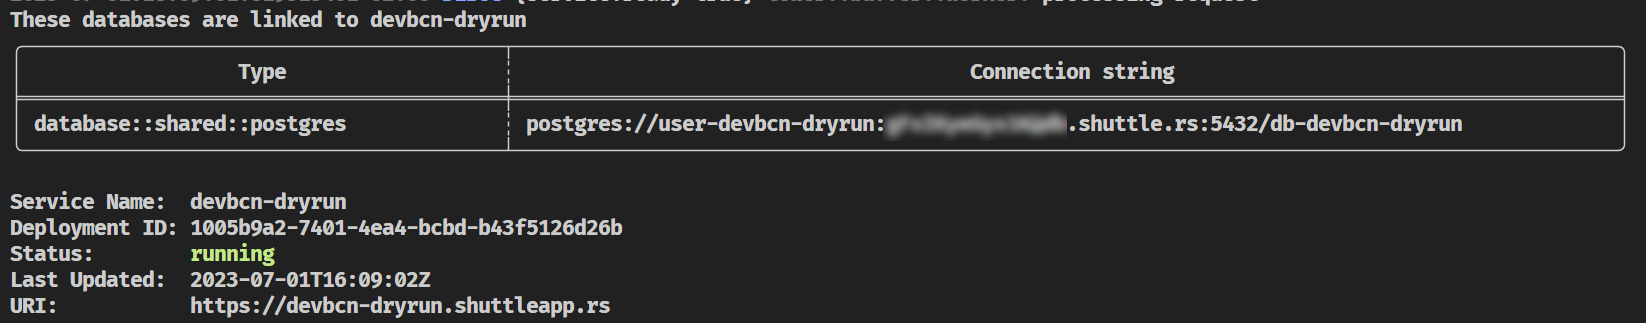 These databases are linked to devbcn-dryrun
Type Connection string
database::shared::postgres postgres://user-devbcn-dryrun: .shuttle.rs:5432/db-devbcn-dryrun
Service Name: devbcn-dryrun
Deployment ID: 1005b9a2-7401-4ea4-bcbd-b43f5126d26b
Status: running
Last Updated: 2023-07-01T16:09:02Z
URI: https://devbcn-dryrun.shuttleapp.rs